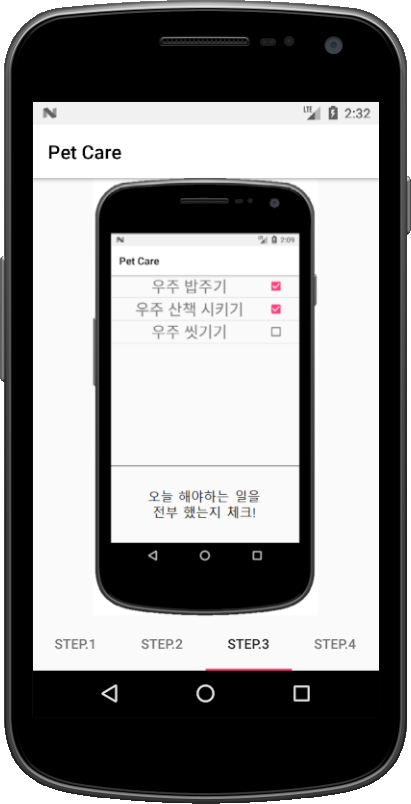 LTE 2:32
Pet Care
2:09
Pet Care
우주 밥주기
우주 산책 시키기
우주 씻기기
오늘 해야하는 일을
전부 했는지 체크!
STEP.1 STEP.2 STEP.3 STEP.4